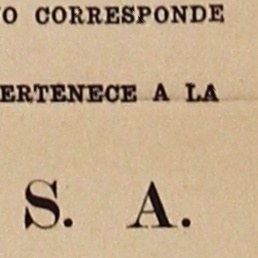 O CORRESPONDE
ERTENECE A LA
S. A.